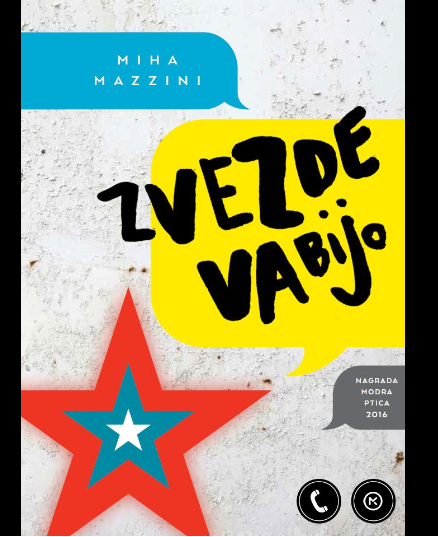 MIHA
MAZZINI
ZVEZDE
VABijo
NAGRADA
MODRA
PTICA
2016